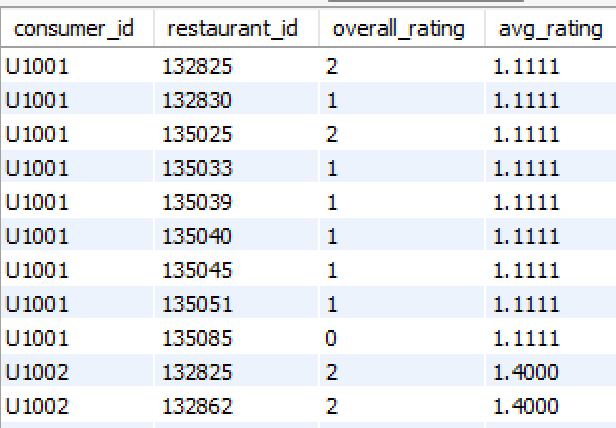 consumer_id restaurant_id overall_rating avg_rating
U1001 132825 2 1.1111
U1001 132830 1 1.1111
U1001 135025 2 1.1111
U1001 135033 1 1.1111
U1001 135039 1 1.1111
U1001 135040 1 1.1111
U1001 135045 1 1.1111
U1001 135051 1 1.1111
U1001 135085 0 1.1111
U1002 132825 2 1.4000
U1002 132862 2 1.4000